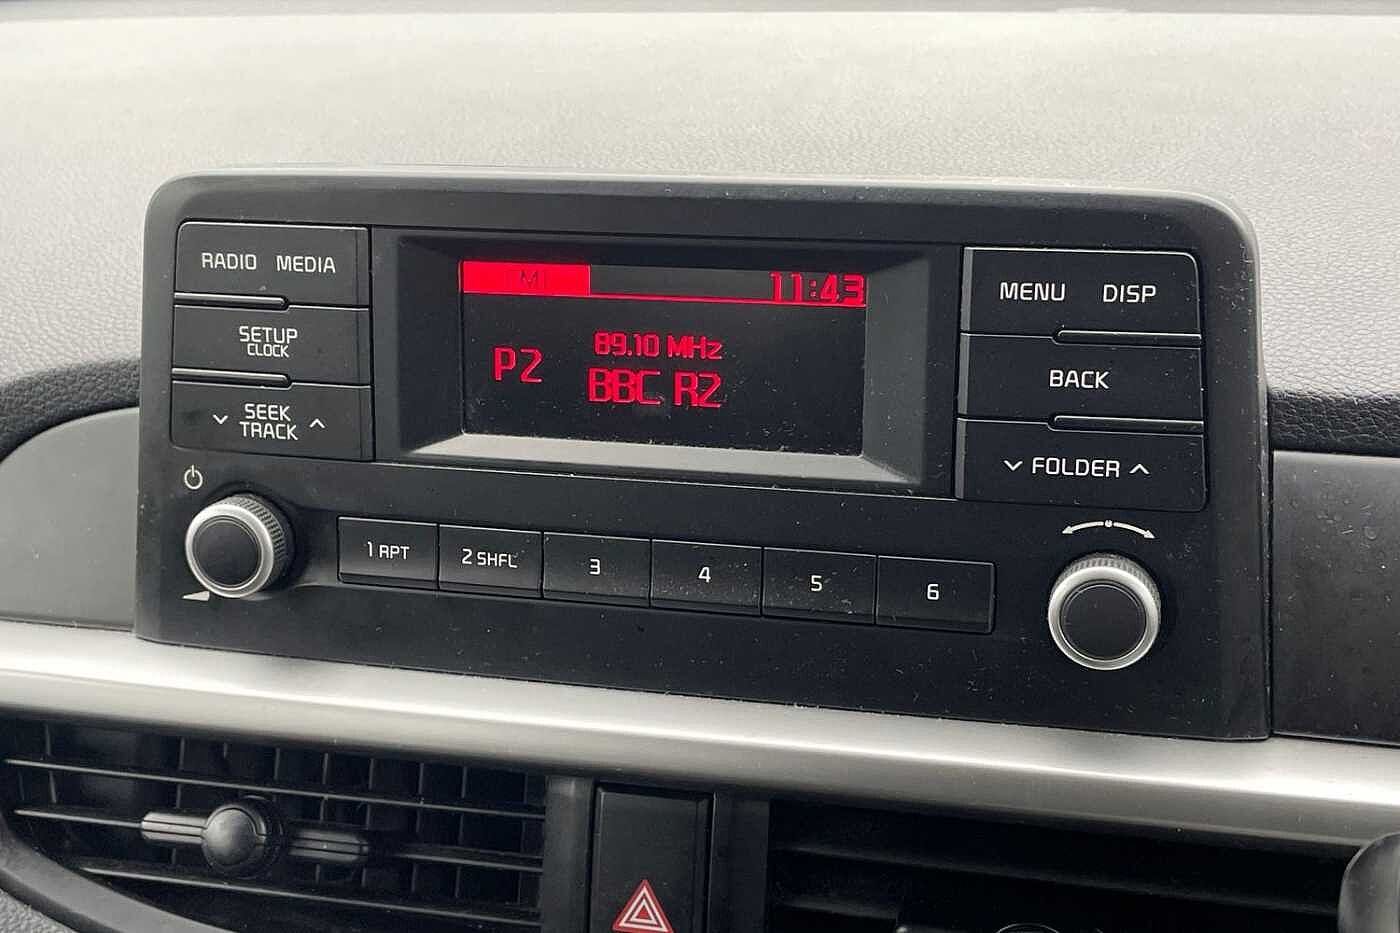 RADIO MEDIA
SETUP
CLOCK
SEEK
TRACK
11:43
89.10 MHz
P2
BBC R2
MENU DISP
BACK
FOLDER
1 RPT
2 SHFL
3
4
5
6